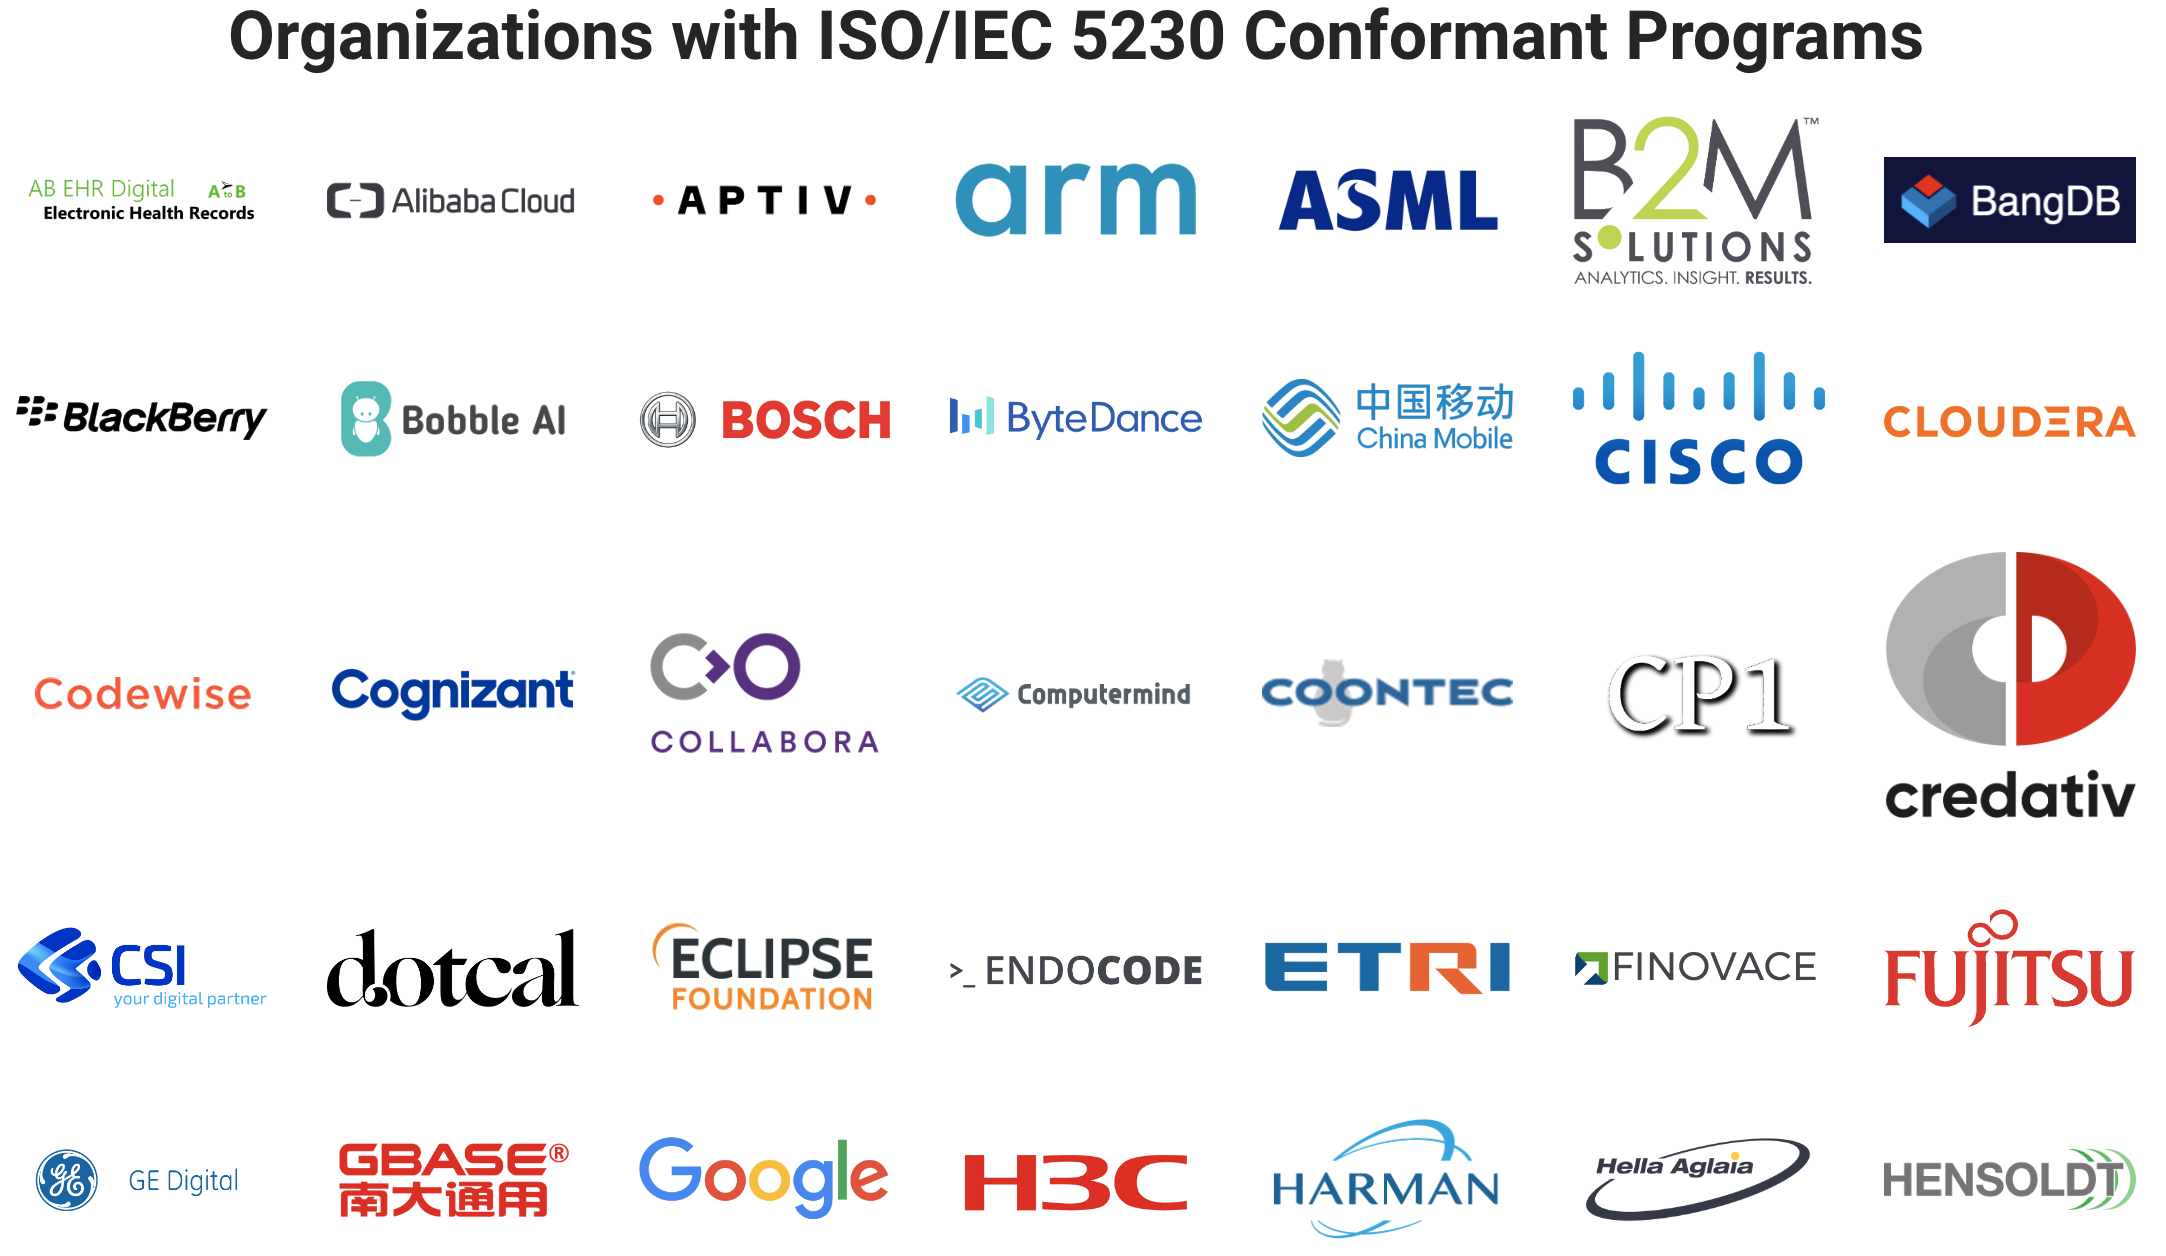 Organizations with ISO/IEC 5230 Conformant Programs
AB EHR Digital
A to B
Electronic Health Records
Alibaba Cloud
APTIV
arm
ASML
B2M™
SOLUTIONS
ANALYTICS. INSIGHT. RESULTS.
BangDB
BlackBerry
Bobble AI
BOSCH
ByteDance
中国移动
China Mobile
CISCO
CLOUDERA
Codewise
Cognizant
COLLABORA
Computermind
COONTEC
CP1
credativ
CSI
your digital partner
dotcal
ECLIPSE
FOUNDATION
>_ ENDOCODE
ETRI
FINOVACE
FUJITSU
GE Digital
GBASE®
南大通用
Google
H3C
HARMAN
Hella Aglaia
HENSOLDT